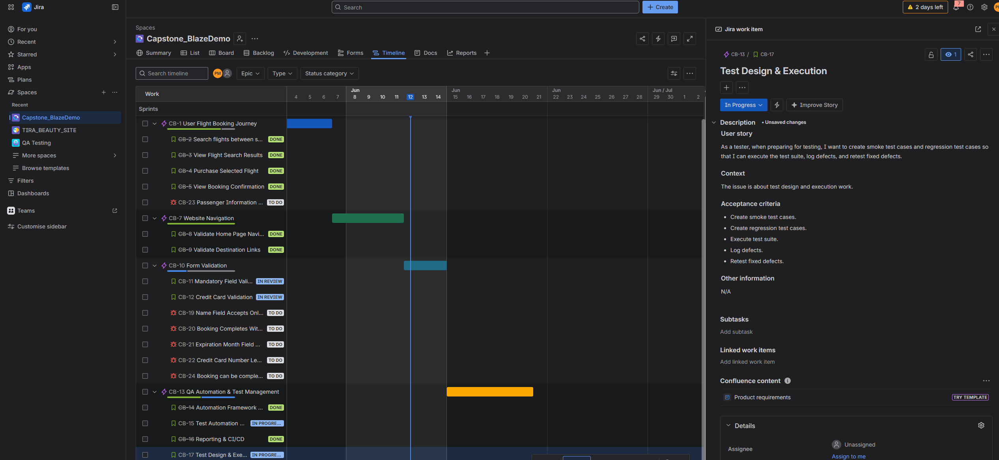 Jira
Search
Create
2 days left
7
For you
Recent
Starred
Apps
Plans
Spaces
Recent
Capstone_BlazeDemo
TIRA_BEAUTY_SITE
QA Testing
More spaces
Browse templates
Filters
Dashboards
Teams
Customise sidebar
Spaces
Capstone_BlazeDemo
Summary
List
Board
Backlog
Development
Forms
Timeline
Docs
Reports
Search timeline
PM
Epic
Type
Status category
Work
Jun
Jun
Jun
Jun / Jul
4 5 6 7 8 9 10 11 12 13 14 15 16 17 18 19 20 21 22 23 24 25 26 27 28 29 30 1 2
Sprints
CB-1 User Flight Booking Journey
CB-2 Search flights between s... DONE
CB-3 View Flight Search Results DONE
CB-4 Purchase Selected Flight DONE
CB-5 View Booking Confirmation DONE
CB-23 Passenger Information ... TO DO
CB-7 Website Navigation
CB-8 Validate Home Page Navi... DONE
CB-9 Validate Destination Links DONE
CB-10 Form Validation
CB-11 Mandatory Field Vali... IN REVIEW
CB-12 Credit Card Validation IN REVIEW
CB-19 Name Field Accepts Onl... TO DO
CB-20 Booking Completes Wit... TO DO
CB-21 Expiration Month Field ... TO DO
CB-22 Credit Card Number Le... TO DO
CB-24 Booking can be comple... TO DO
CB-13 QA Automation & Test Management
CB-14 Automation Framework ... DONE
CB-15 Test Automation ... IN PROGRE...
CB-16 Reporting & CI/CD DONE
CB-17 Test Design & Exe... IN PROGRE...
Jira work item
CB-13 / CB-17
1
Test Design & Execution
In Progress
Improve Story
Description • Unsaved changes
User story
As a tester, when preparing for testing, I want to create smoke test cases and regression test cases so
that I can execute the test suite, log defects, and retest fixed defects.
Context
The issue is about test design and execution work.
Acceptance criteria
• Create smoke test cases.
• Create regression test cases.
• Execute test suite.
• Log defects.
• Retest fixed defects.
Other information
N/A
Subtasks
Add subtask
Linked work items
Add linked work item
Confluence content
Product requirements
TRY TEMPLATE
Details
Assignee
Unassigned
Assign to me